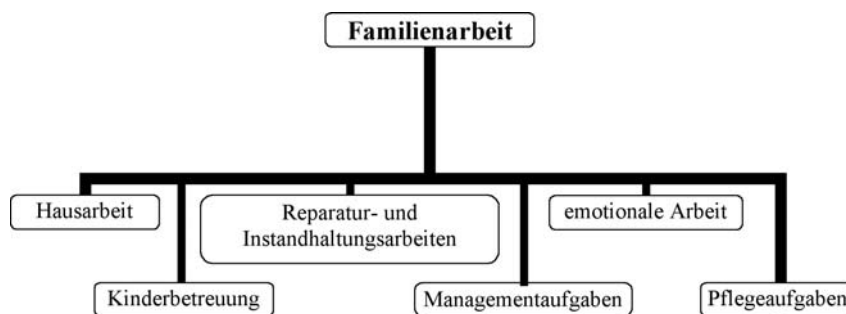 Familienarbeit
Hausarbeit
Reparatur- und
Instandhaltungsarbeiten
emotionale Arbeit
Kinderbetreuung
Managementaufgaben
Pflegeaufgaben